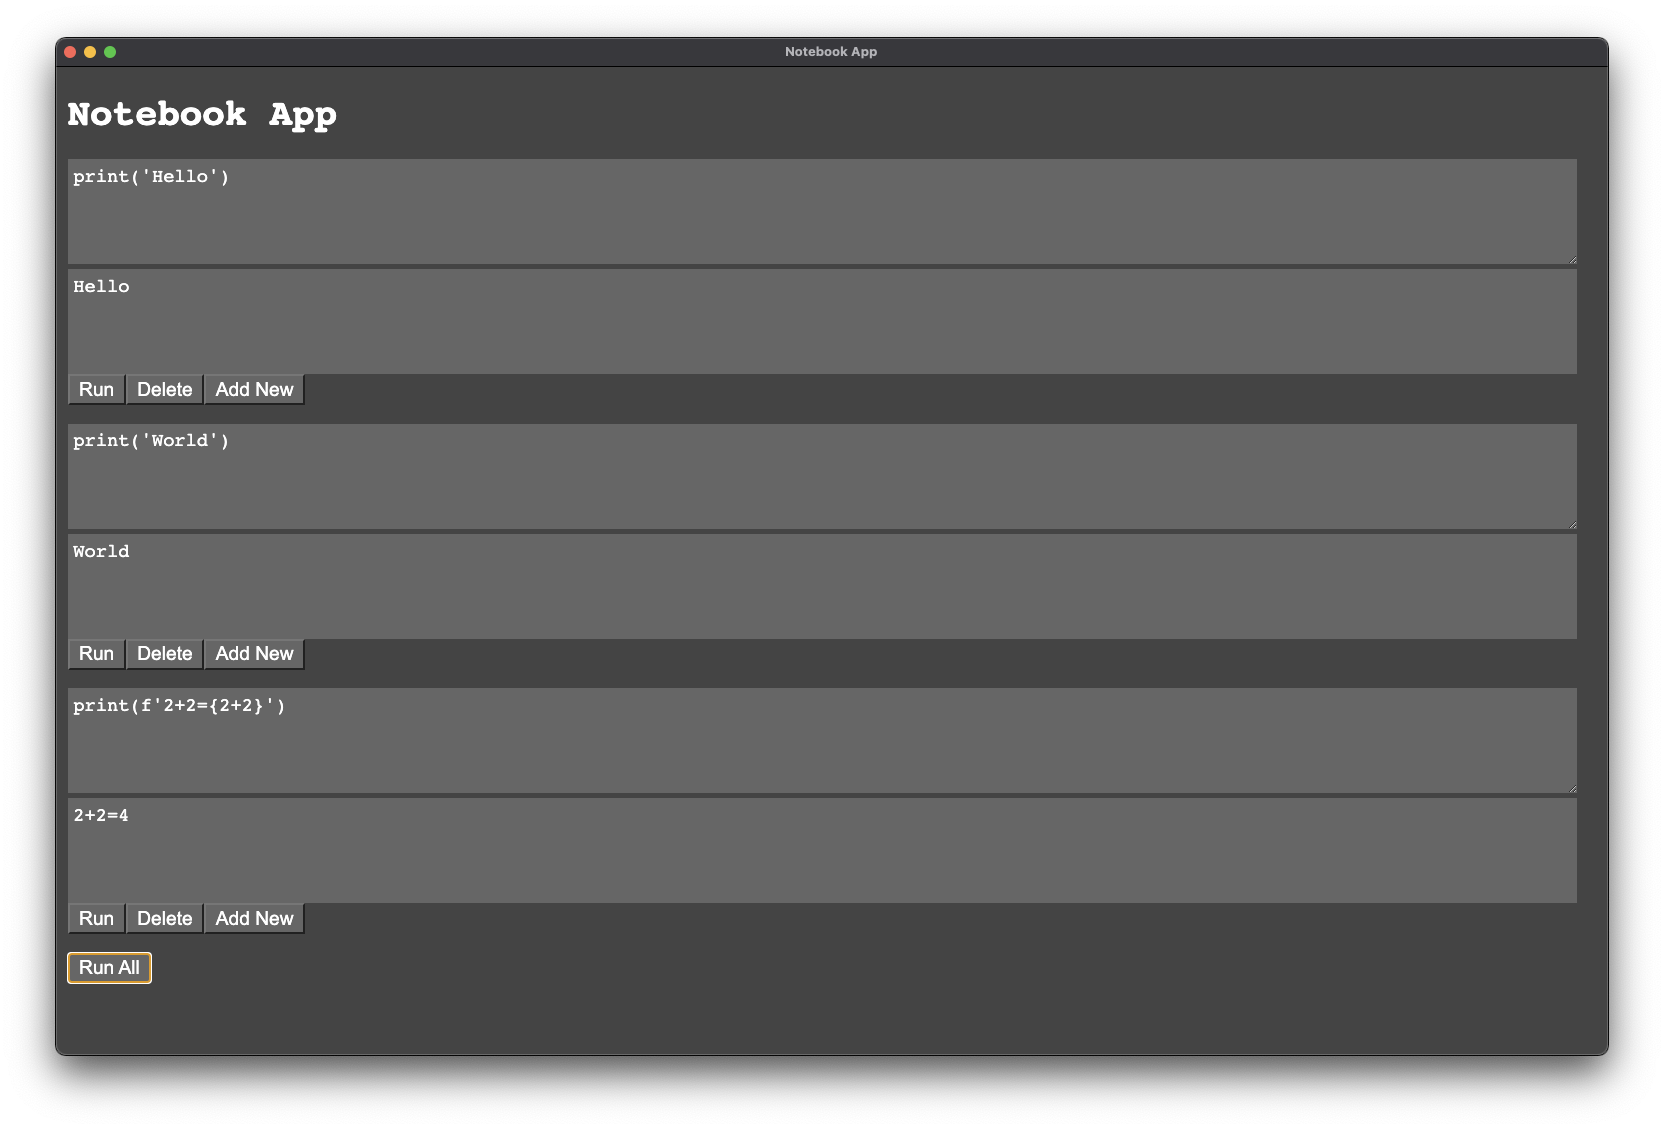 Notebook App
Notebook App
print('Hello')
Hello
Run Delete Add New
print('World')
World
Run Delete Add New
print(f'2+2={2+2}')
2+2=4
Run Delete Add New
Run All